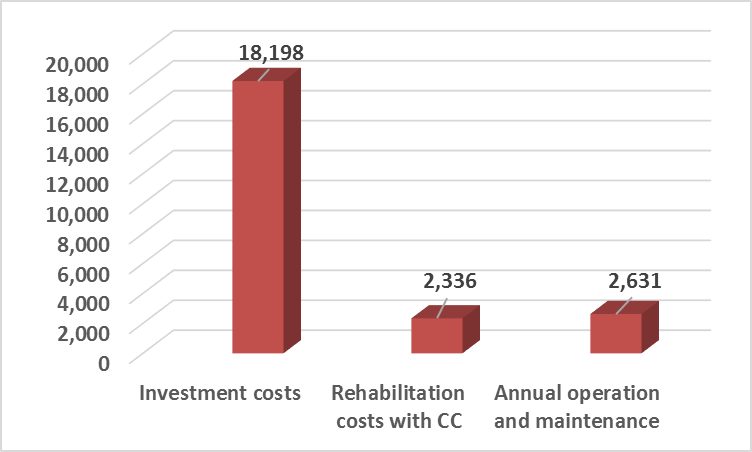 18,198
20,000
18,000
16,000
14,000
12,000
10,000
8,000
6,000
4,000
2,000
0
2,336
2,631
Investment costs
Rehabilitation
costs with CC
Annual operation
and maintenance